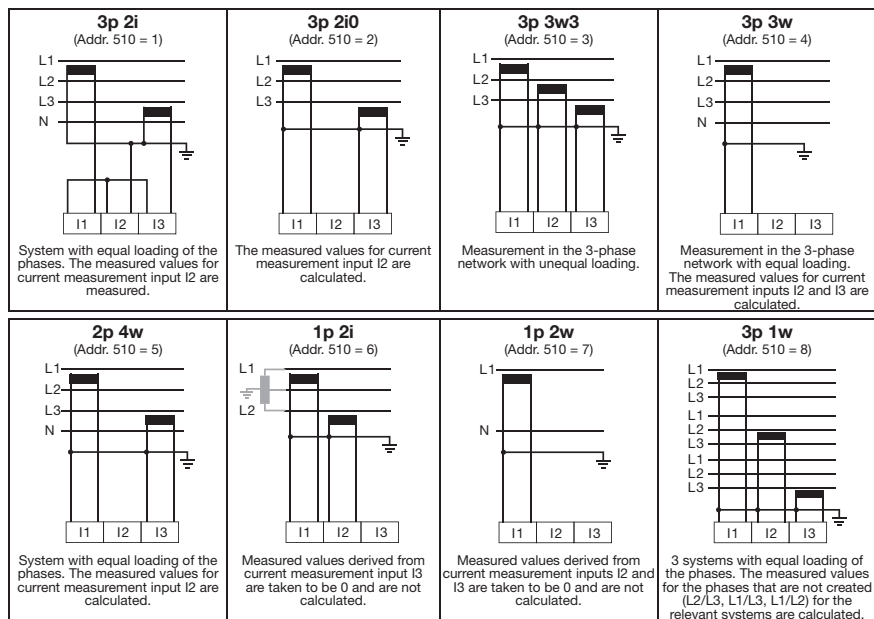 3p 2i
(Addr. 510 = 1)
L1
L2
L3
N
I1 I2 I3
System with equal loading of the
phases. The measured values for
current measurement input I2 are
measured.
3p 2i0
(Addr. 510 = 2)
L1
L2
L3
I1 I2 I3
The measured values for current
measurement input I2 are
calculated.
3p 3w3
(Addr. 510 = 3)
L1
L2
L3
I1 I2 I3
Measurement in the 3-phase
network with unequal loading.
3p 3w
(Addr. 510 = 4)
L1
L2
L3
N
I1 I2 I3
Measurement in the 3-phase
network with equal loading.
The measured values for current
measurement inputs I2 and I3 are
calculated.
2p 4w
(Addr. 510 = 5)
L1
L2
L3
N
I1 I2 I3
System with equal loading of the
phases. The measured values for
current measurement input I2 are
calculated.
1p 2i
(Addr. 510 = 6)
L1
L2
I1 I2 I3
Measured values derived from
current measurement input I3
are taken to be 0 and are not
calculated.
1p 2w
(Addr. 510 = 7)
L1
N
I1 I2 I3
Measured values derived from
current measurement inputs I2 and
I3 are taken to be 0 and are not
calculated.
3p 1w
(Addr. 510 = 8)
L1
L2
L3
L1
L2
L3
L1
L2
L3
I1 I2 I3
3 systems with equal loading of
the phases. The measured values
for the phases that are not created
(L2/L3, L1/L3, L1/L2) for the
relevant systems are calculated.